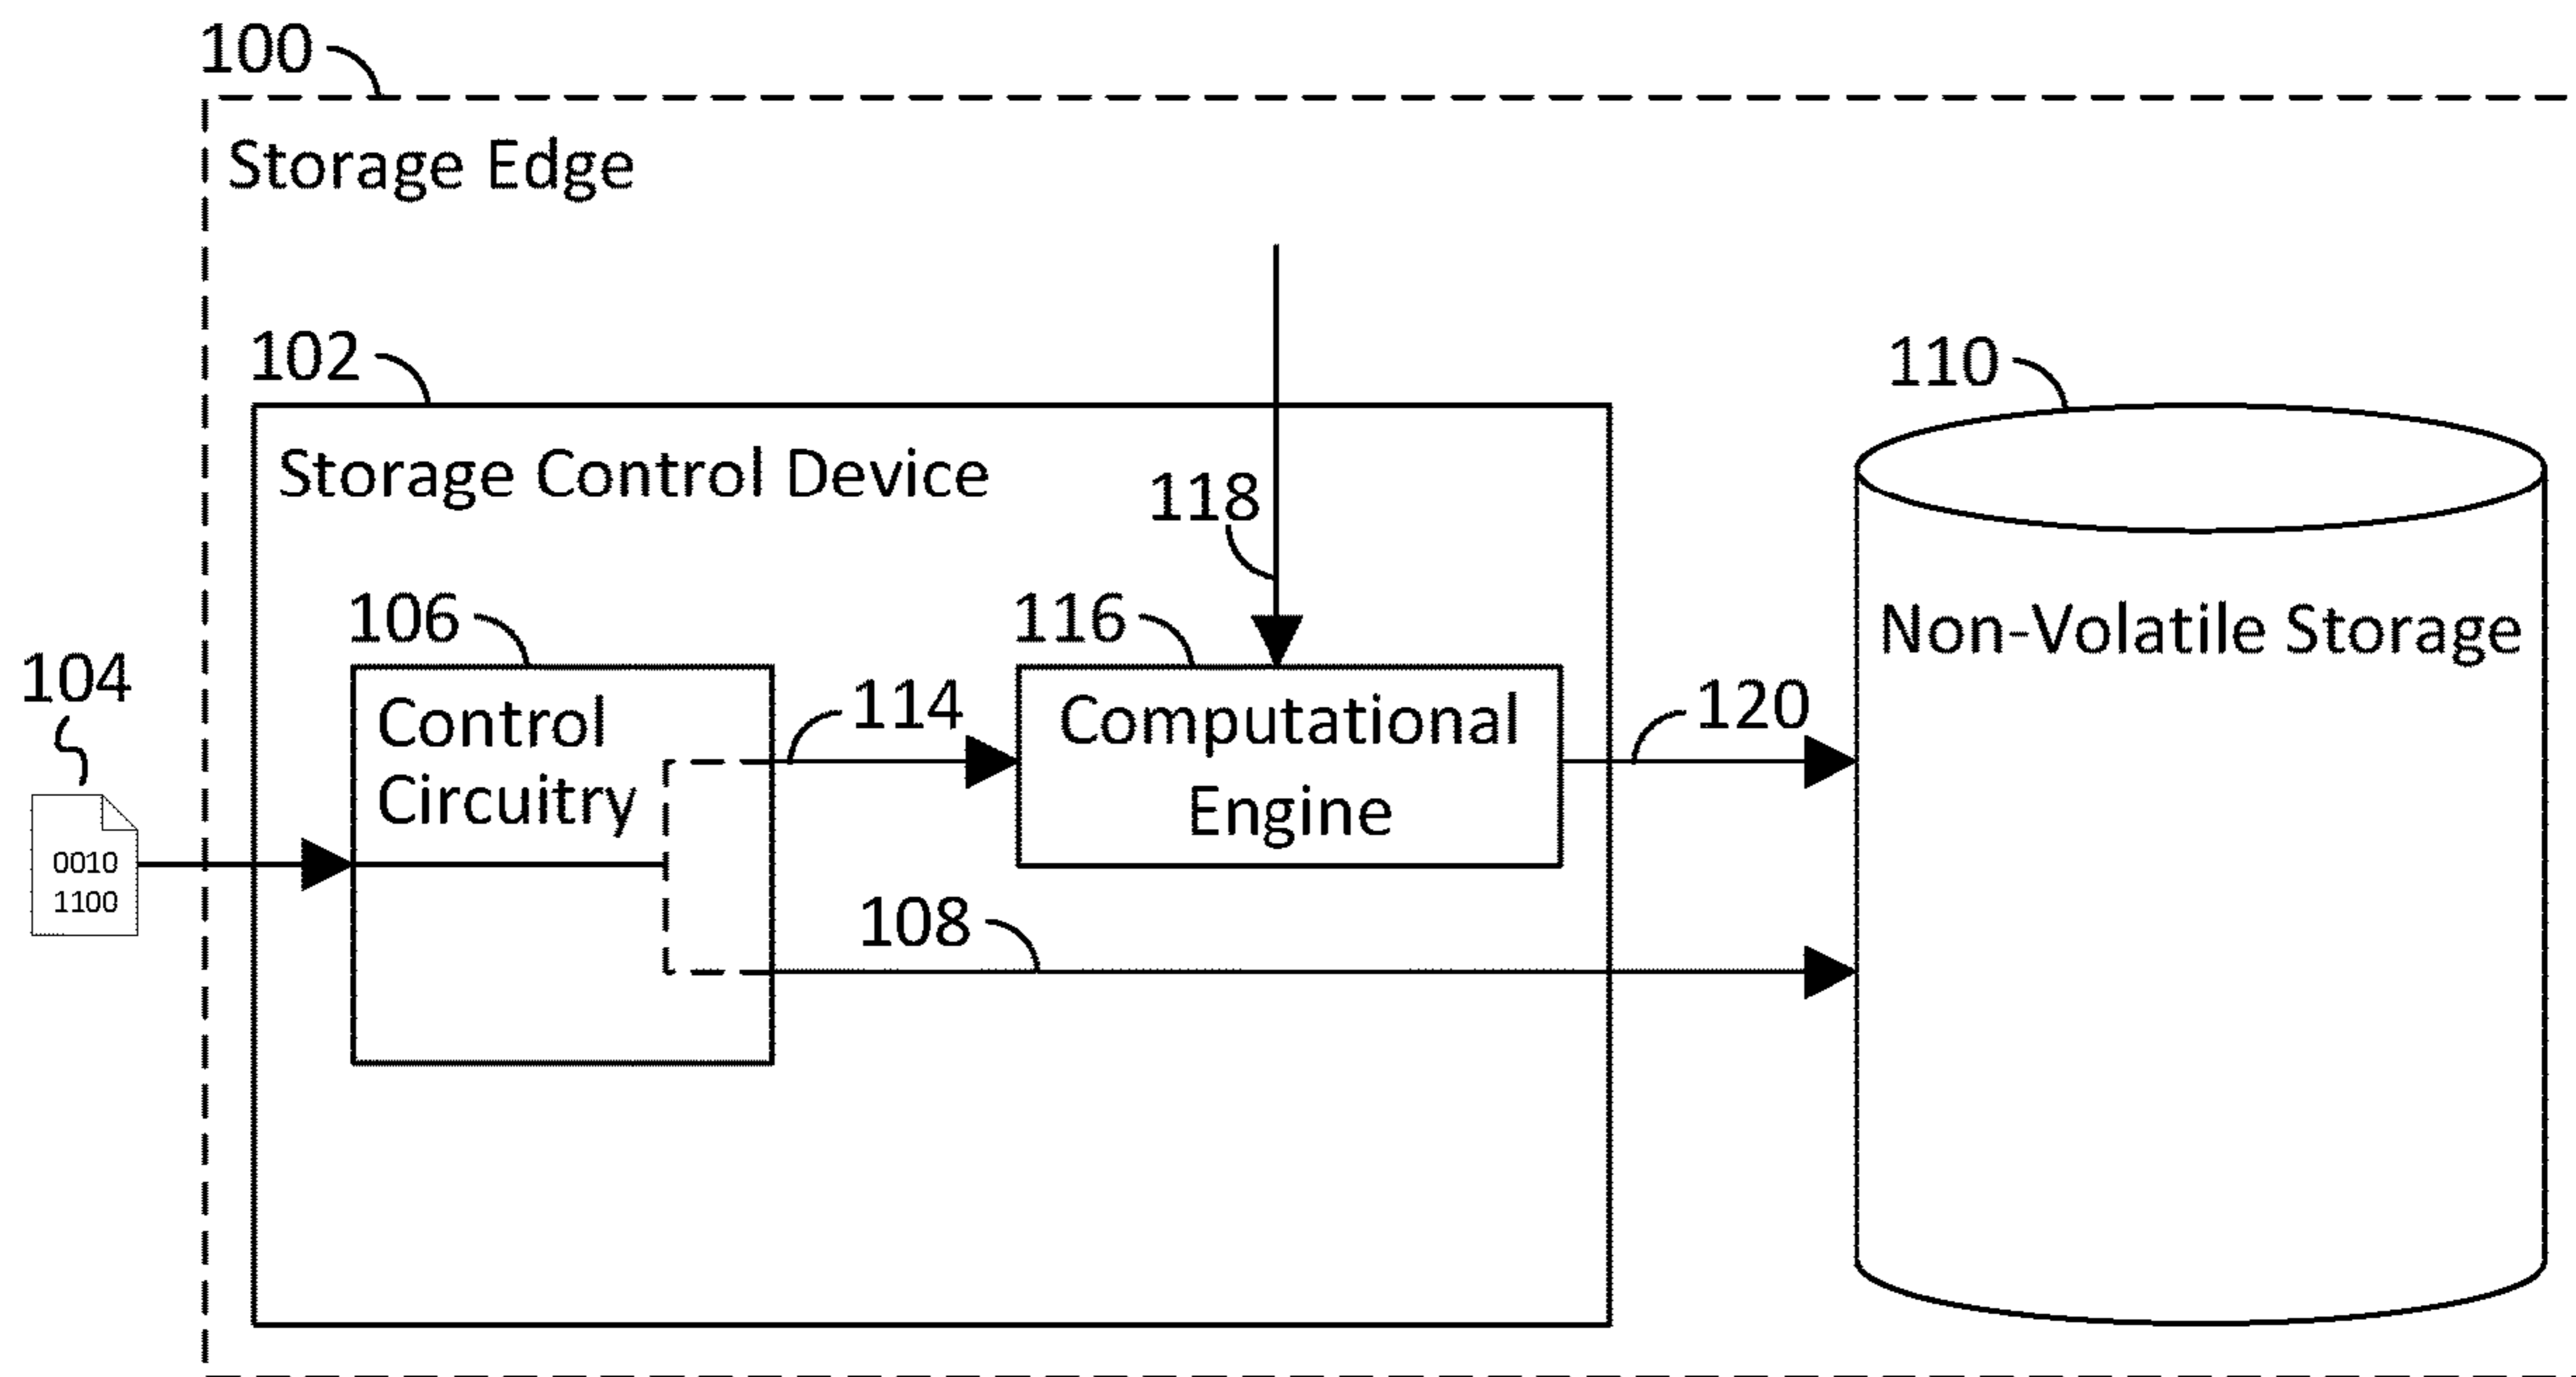 100
Storage Edge
102
110
Storage Control Device
118
106
116
Non-Volatile Storage
104
114
120
Control
Circuitry
Computational
Engine
0010
1100
108